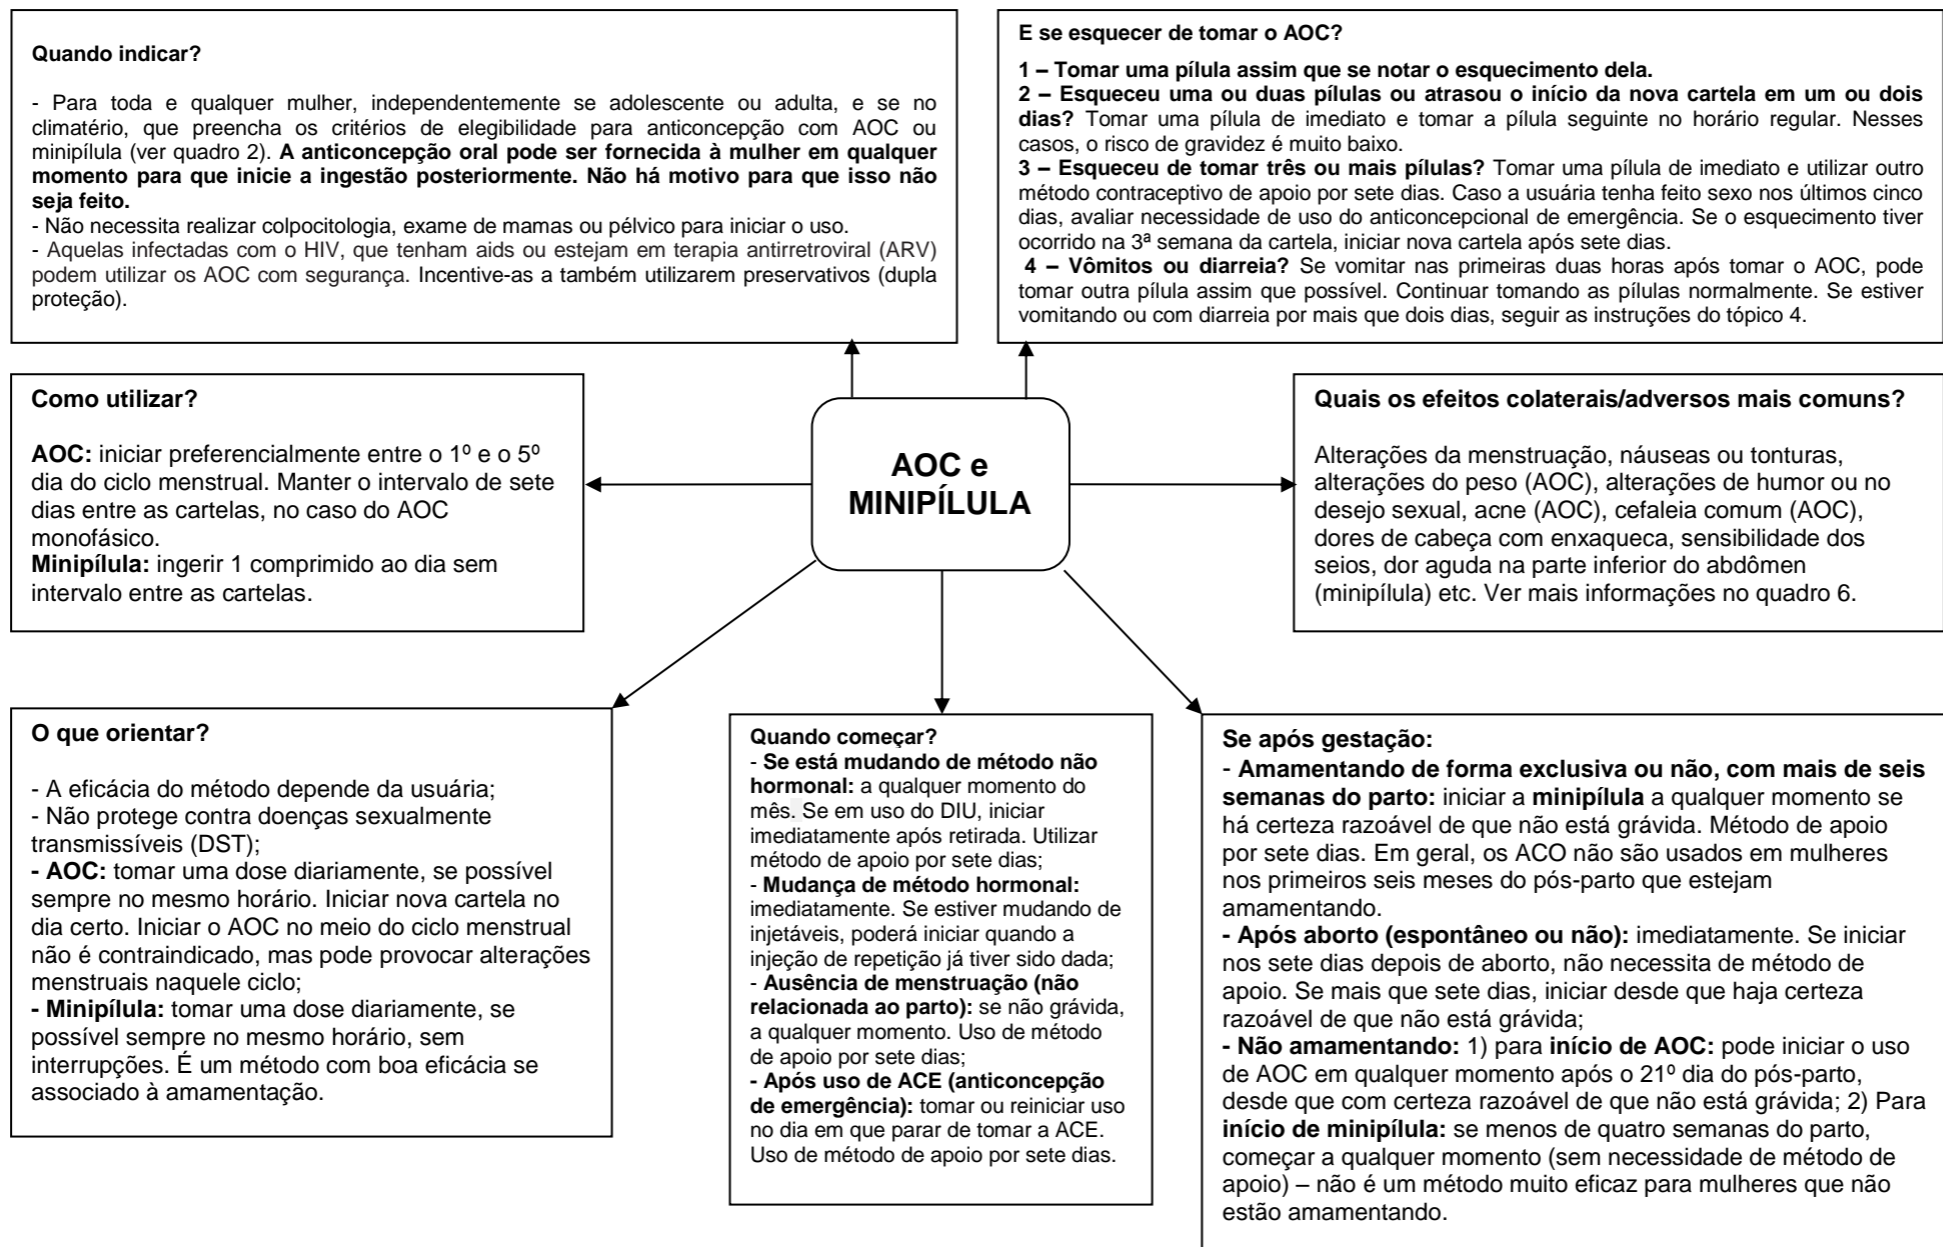 Quando indicar?
- Para toda e qualquer mulher, independentemente se adolescente ou adulta, e se no
climatério, que preencha os critérios de elegibilidade para anticoncepção com AOC ou
minipílula (ver quadro 2). A anticoncepção oral pode ser fornecida à mulher em qualquer
momento para que inicie a ingestão posteriormente. Não há motivo para que isso não
seja feito.
- Não necessita realizar colpocitologia, exame de mamas ou pélvico para iniciar o uso.
- Aquelas infectadas com o HIV, que tenham aids ou estejam em terapia antirretroviral (ARV)
podem utilizar os AOC com segurança. Incentive-as a também utilizarem preservativos (dupla
proteção).
E se esquecer de tomar o AOC?
1 – Tomar uma pílula assim que se notar o esquecimento dela.
2 – Esqueceu uma ou duas pílulas ou atrasou o início da nova cartela em um ou dois
dias? Tomar uma pílula de imediato e tomar a pílula seguinte no horário regular. Nesses
casos, o risco de gravidez é muito baixo.
3 – Esqueceu de tomar três ou mais pílulas? Tomar uma pílula de imediato e utilizar outro
método contraceptivo de apoio por sete dias. Caso a usuária tenha feito sexo nos últimos cinco
dias, avaliar necessidade de uso do anticoncepcional de emergência. Se o esquecimento tiver
ocorrido na 3ª semana da cartela, iniciar nova cartela após sete dias.
4 – Vômitos ou diarreia? Se vomitar nas primeiras duas horas após tomar o AOC, pode
tomar outra pílula assim que possível. Continuar tomando as pílulas normalmente. Se estiver
vomitando ou com diarreia por mais que dois dias, seguir as instruções do tópico 4.
Como utilizar?
AOC: iniciar preferencialmente entre o 1º e o 5º
dia do ciclo menstrual. Manter o intervalo de sete
dias entre as cartelas, no caso do AOC
monofásico.
Minipílula: ingerir 1 comprimido ao dia sem
intervalo entre as cartelas.
AOC e
MINIPÍLULA
Quais os efeitos colaterais/adversos mais comuns?
Alterações da menstruação, náuseas ou tonturas,
alterações do peso (AOC), alterações de humor ou no
desejo sexual, acne (AOC), cefaleia comum (AOC),
dores de cabeça com enxaqueca, sensibilidade dos
seios, dor aguda na parte inferior do abdômen
(minipílula) etc. Ver mais informações no quadro 6.
O que orientar?
- A eficácia do método depende da usuária;
- Não protege contra doenças sexualmente
transmissíveis (DST);
- AOC: tomar uma dose diariamente, se possível
sempre no mesmo horário. Iniciar nova cartela no
dia certo. Iniciar o AOC no meio do ciclo menstrual
não é contraindicado, mas pode provocar alterações
menstruais naquele ciclo;
- Minipílula: tomar uma dose diariamente, se
possível sempre no mesmo horário, sem
interrupções. É um método com boa eficácia se
associado à amamentação.
Quando começar?
- Se está mudando de método não
hormonal: a qualquer momento do
mês. Se em uso do DIU, iniciar
imediatamente após retirada. Utilizar
método de apoio por sete dias;
- Mudança de método hormonal:
imediatamente. Se estiver mudando de
injetáveis, poderá iniciar quando a
injeção de repetição já tiver sido dada;
- Ausência de menstruação (não
relacionada ao parto): se não grávida,
a qualquer momento. Uso de método
de apoio por sete dias;
- Após uso de ACE (anticoncepção
de emergência): tomar ou reiniciar uso
no dia em que parar de tomar a ACE.
Uso de método de apoio por sete dias.
Se após gestação:
- Amamentando de forma exclusiva ou não, com mais de seis
semanas do parto: iniciar a minipílula a qualquer momento se
há certeza razoável de que não está grávida. Método de apoio
por sete dias. Em geral, os ACO não são usados em mulheres
nos primeiros seis meses do pós-parto que estejam
amamentando.
- Após aborto (espontâneo ou não): imediatamente. Se iniciar
nos sete dias depois de aborto, não necessita de método de
apoio. Se mais que sete dias, iniciar desde que haja certeza
razoável de que não está grávida;
- Não amamentando: 1) para início de AOC: pode iniciar o uso
de AOC em qualquer momento após o 21º dia do pós-parto,
desde que com certeza razoável de que não está grávida; 2) Para
início de minipílula: se menos de quatro semanas do parto,
começar a qualquer momento (sem necessidade de método de
apoio) – não é um método muito eficaz para mulheres que não
estão amamentando.